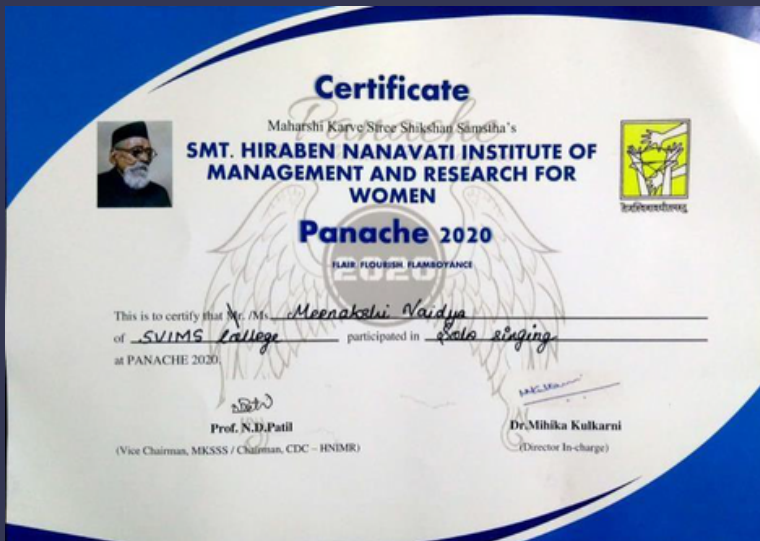 Certificate
Panache
Maharshi Karve Stree Shikshan Samstha's
SMT. HIRABEN NANAVATI INSTITUTE OF
MANAGEMENT AND RESEARCH FOR
WOMEN
Panache 2020
FLAIR, FLOURISH, FLAMBOYANCE
2020
This is to certify that Mr. /Ms. Meenakshi Vaidya
of SVIMS College participated in Solo singing
at PANACHE 2020.
Prof. N.D.Patil
(Vice Chairman, MKSSS / Chairman, CDC – HNIMR)
Dr.Mihika Kulkarni
(Director In-charge)